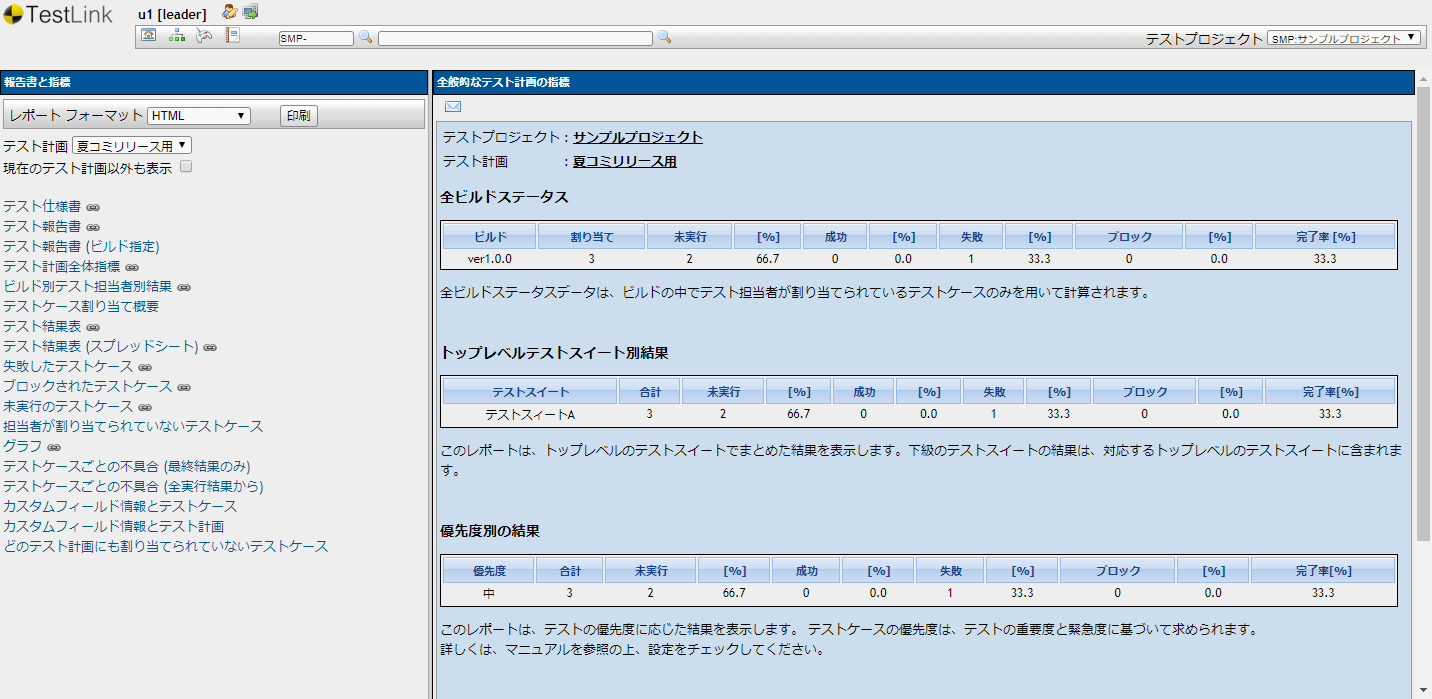 TestLink
u1 [leader]
SMP-
テストプロジェクト SMP:サンプルプロジェクト
報告書と指標
レポート フォーマット HTML 印刷
テスト計画 夏コミリリース用
現在のテスト計画以外も表示
テスト仕様書
テスト報告書
テスト報告書 (ビルド指定)
テスト計画全体指標
ビルド別テスト担当者別結果
テストケース割り当て概要
テスト結果表
テスト結果表 (スプレッドシート)
失敗したテストケース
ブロックされたテストケース
未実行のテストケース
担当者が割り当てられていないテストケース
グラフ
テストケースごとの不具合 (最終結果のみ)
テストケースごとの不具合 (全実行結果から)
カスタムフィールド情報とテストケース
カスタムフィールド情報とテスト計画
どのテスト計画にも割り当てられていないテストケース
全般的なテスト計画の指標
テストプロジェクト : サンプルプロジェクト
テスト計画 : 夏コミリリース用
全ビルドステータス
ビルド 割り当て 未実行 [%] 成功 [%] 失敗 [%] ブロック [%] 完了率 [%]
ver1.0.0 3 2 66.7 0 0.0 1 33.3 0 0.0 33.3
全ビルドステータスデータは、ビルドの中でテスト担当者が割り当てられているテストケースのみを用いて計算されます。
トップレベルテストスイート別結果
テストスイート 合計 未実行 [%] 成功 [%] 失敗 [%] ブロック [%] 完了率[%]
テストスィートA 3 2 66.7 0 0.0 1 33.3 0 0.0 33.3
このレポートは、トップレベルのテストスイートでまとめた結果を表示します。下級のテストスイートの結果は、対応するトップレベルのテストスイートに含まれま
す。
優先度別の結果
優先度 合計 未実行 [%] 成功 [%] 失敗 [%] ブロック [%] 完了率[%]
中 3 2 66.7 0 0.0 1 33.3 0 0.0 33.3
このレポートは、テストの優先度に応じた結果を表示します。 テストケースの優先度は、テストの重要度と緊急度に基づいて求められます。
詳しくは、マニュアルを参照の上、設定をチェックしてください。